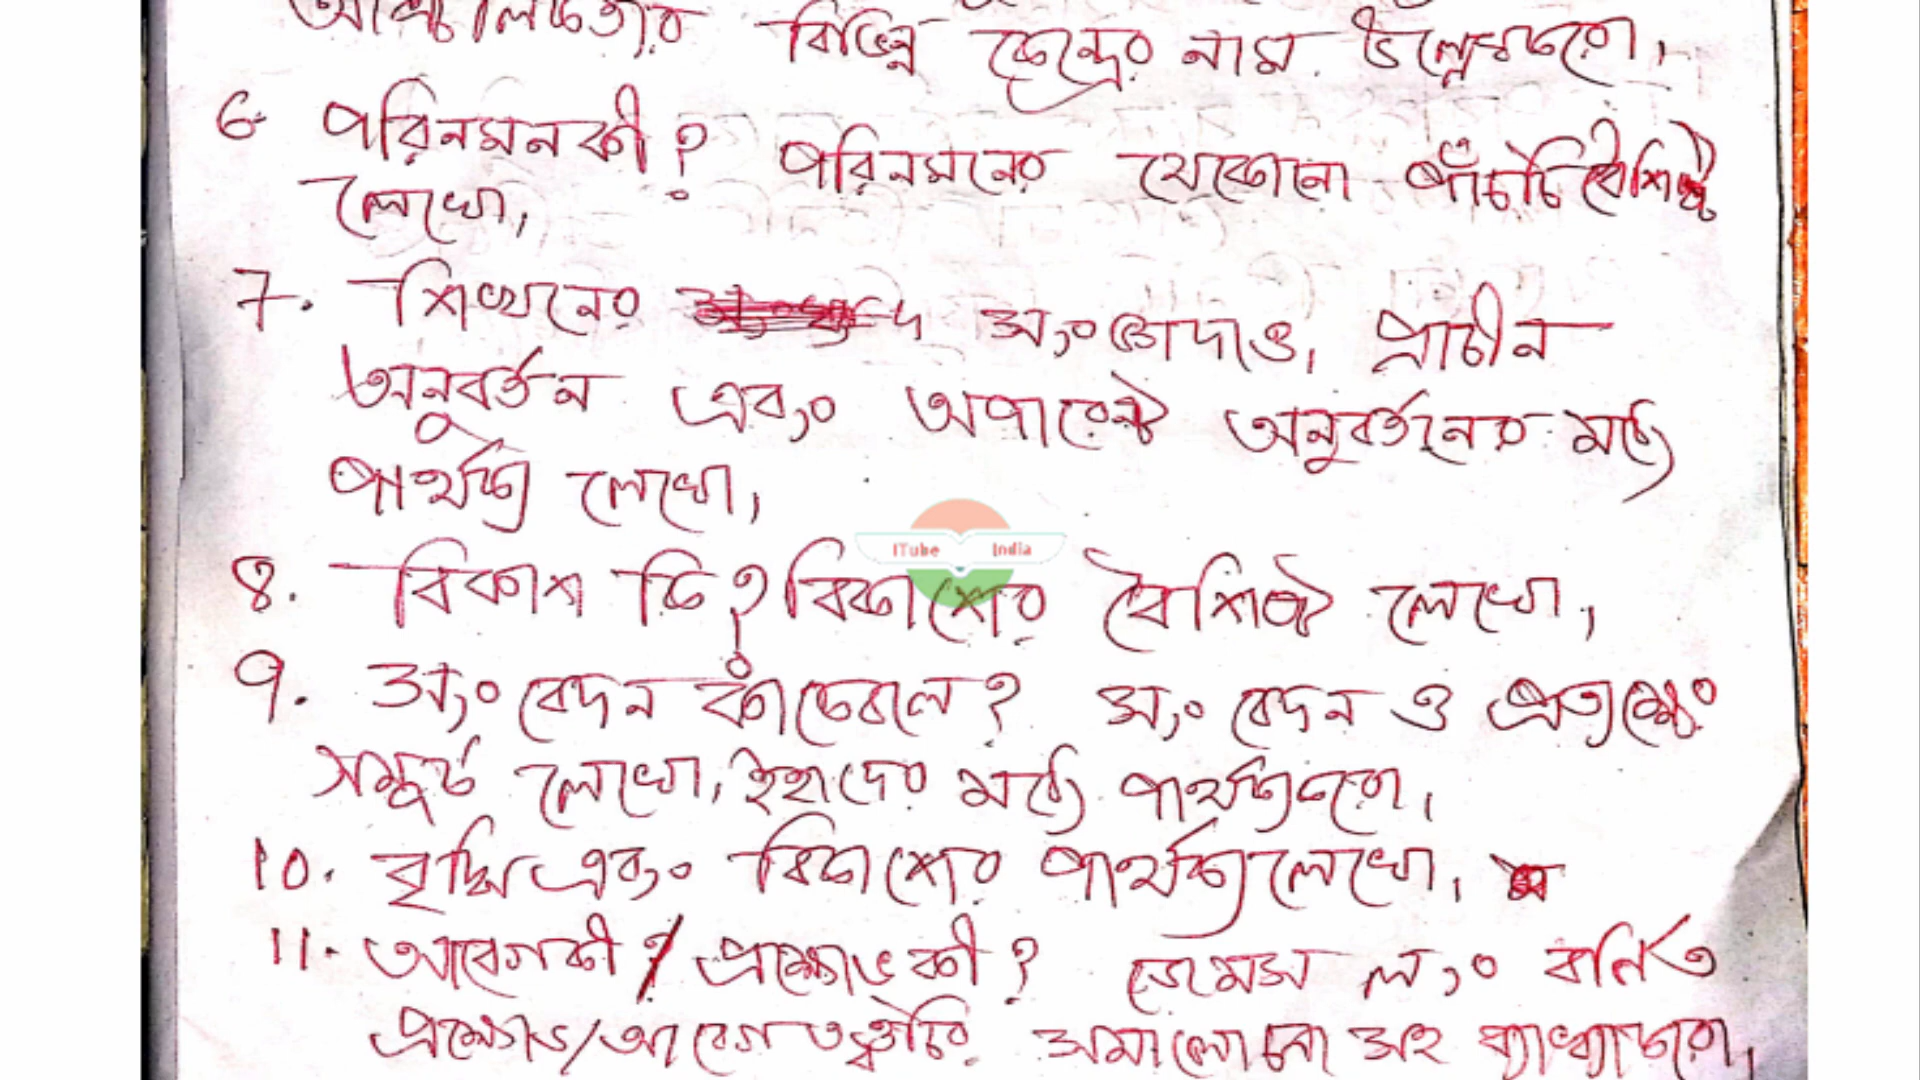 বিভিন্ন কেন্দ্রের নাম উল্লেখ করো।
6. পরিনমন কী? পরিনমনের যেকোনো পাঁচটি বৈশিষ্ট
লেখো।
7. শিখনের সংজ্ঞা দাও। প্রাচীন
অনুবর্তন এবং অপারেন্ট অনুবর্তনের মধ্যে
পার্থক্য লেখো।
ITube India
8. বিকাশ কি? বিকাশের বৈশিষ্ট লেখো।
9. সংবেদন কাকে বলে? সংবেদন ও প্রত্যক্ষের
সম্পর্ক লেখো। ইহাদের মধ্যে পার্থক্য করো।
10. বৃদ্ধি এবং বিকাশের পার্থক্য লেখো।
11. আবেগ কী?/প্রক্ষোভ কী? জেমস ল্যাং বর্নিত
প্রক্ষোভ/আবেগ তত্ত্বটির সমালোচনা সহ ব্যাখ্যা করো।